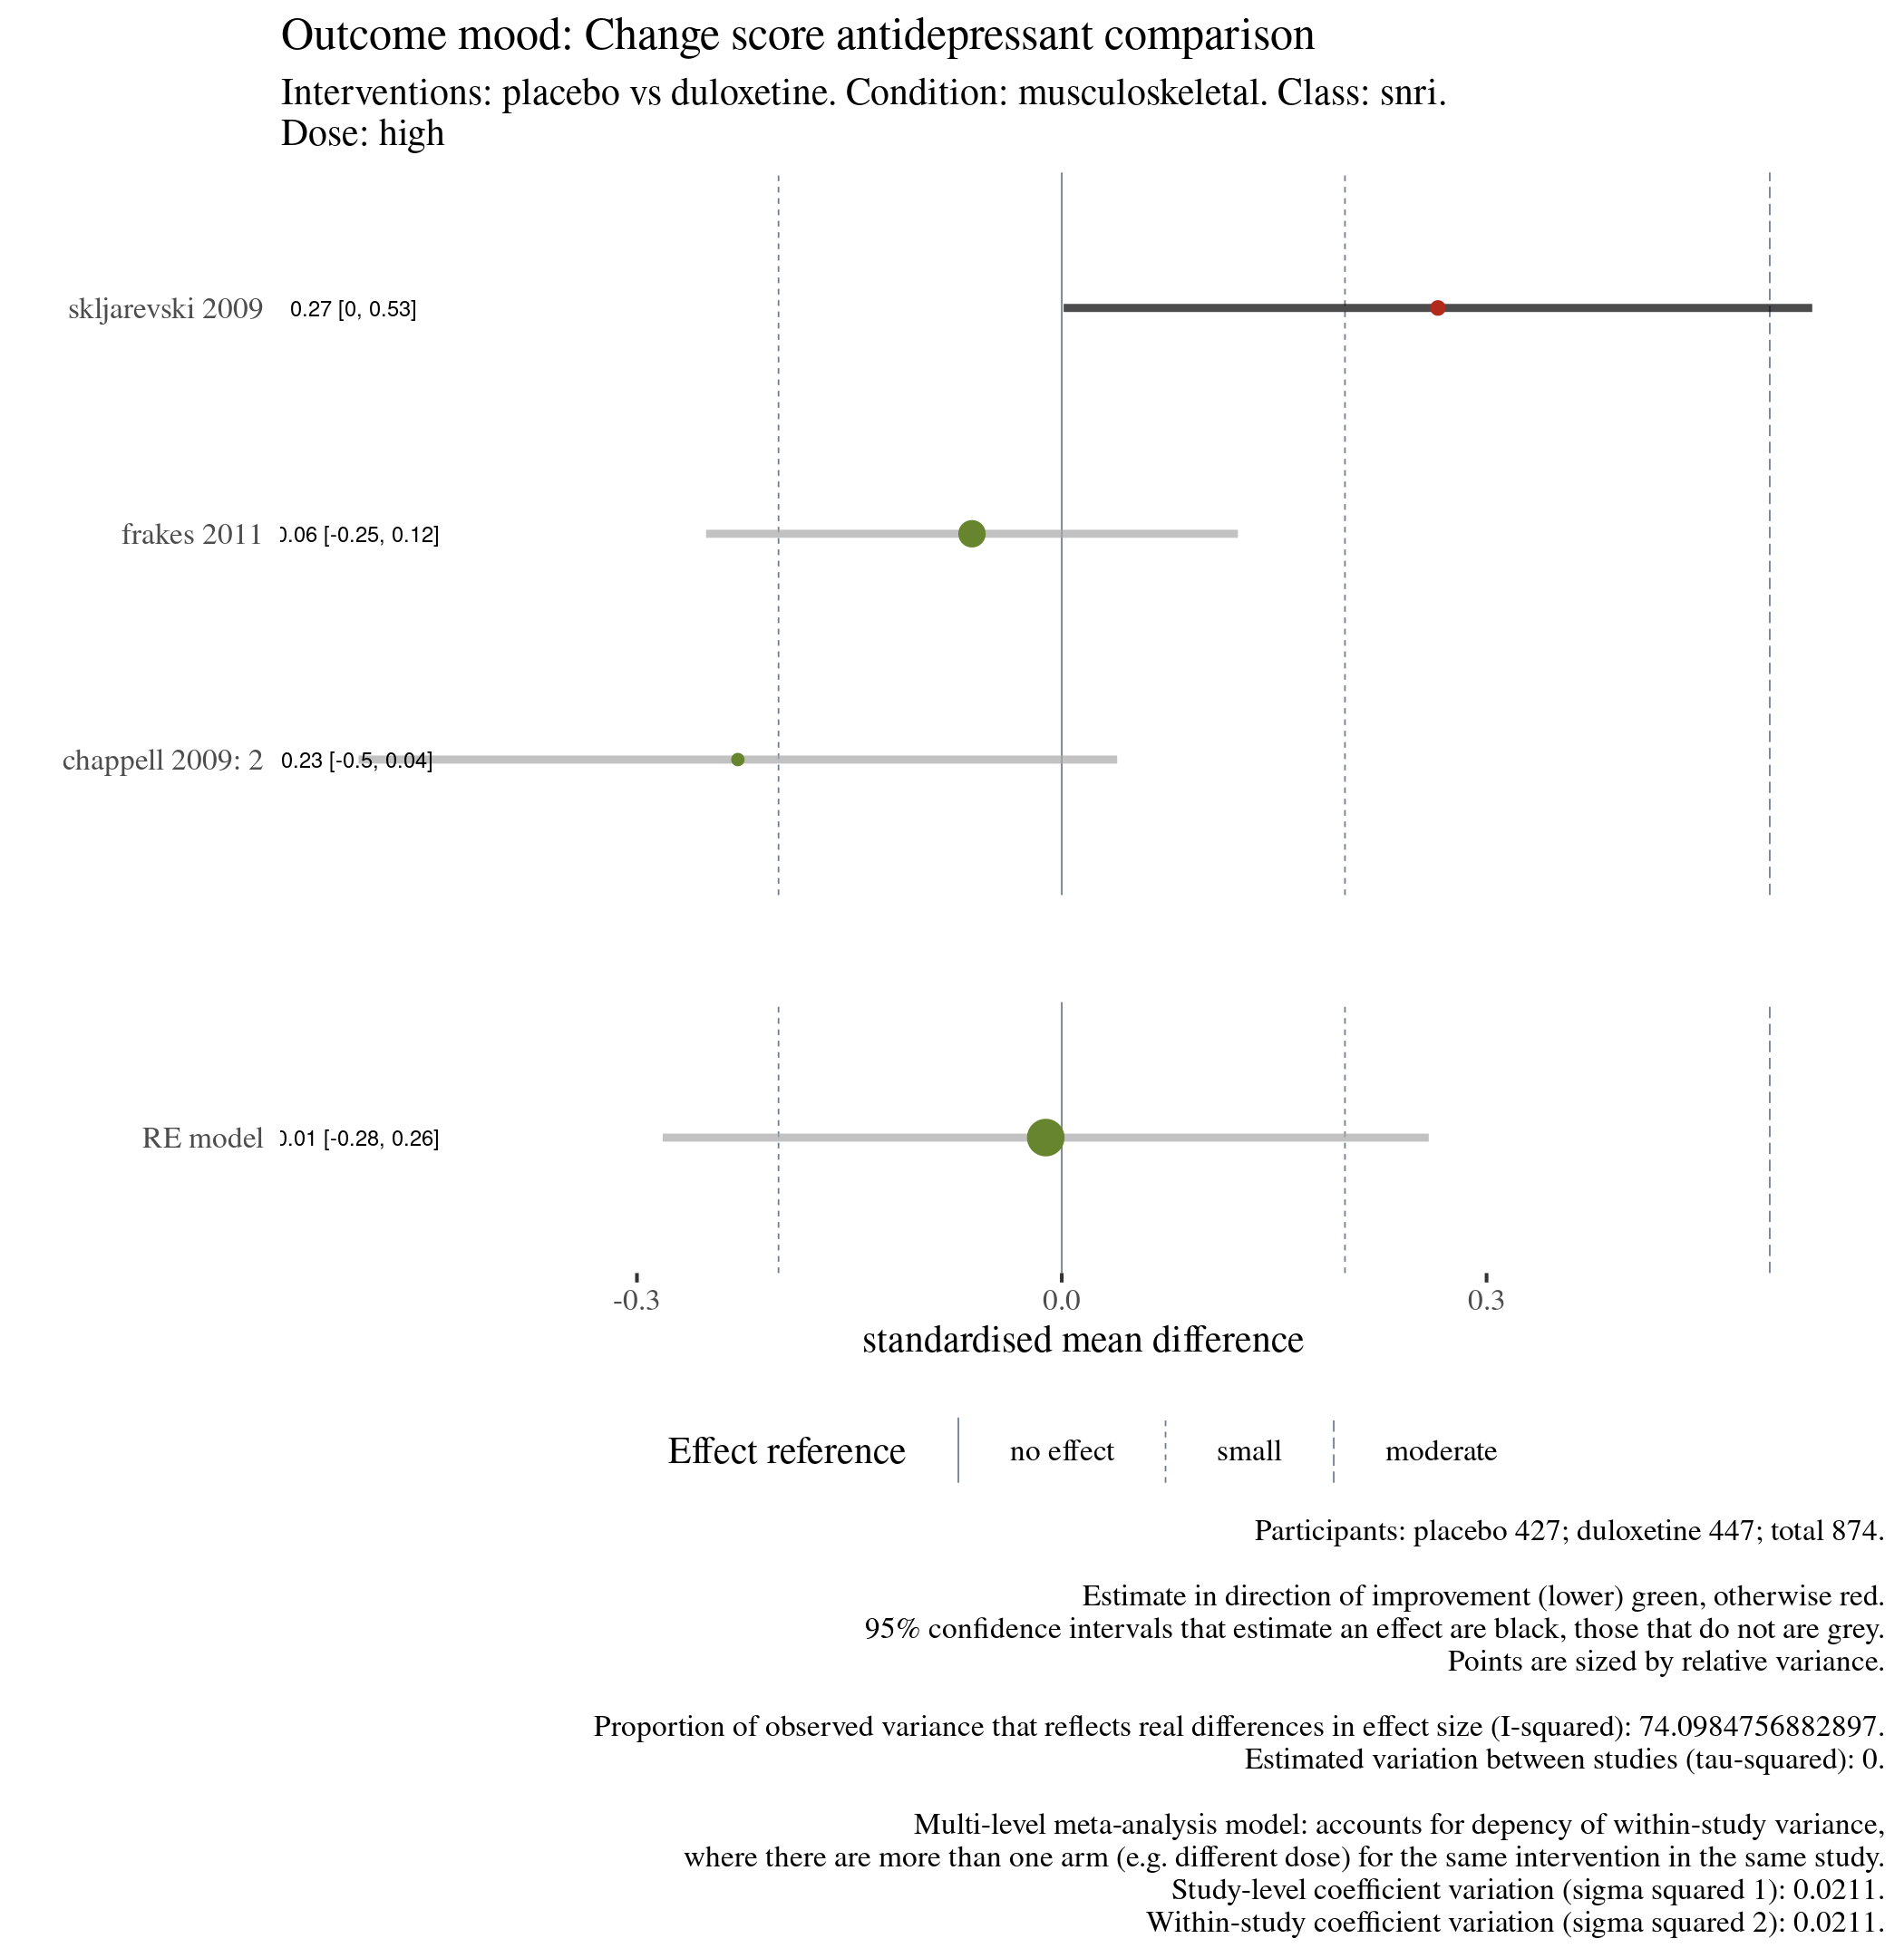 Outcome mood: Change score antidepressant comparison
Interventions: placebo vs duloxetine. Condition: musculoskeletal. Class: snri.
Dose: high
skljarevski 2009 0.27 [0, 0.53]
frakes 2011 0.06 [-0.25, 0.12]
chappell 2009: 2 0.23 [-0.5, 0.04]
RE model 0.01 [-0.28, 0.26]
-0.3 0.0 0.3
standardised mean difference
Effect reference no effect small moderate
Participants: placebo 427; duloxetine 447; total 874.
Estimate in direction of improvement (lower) green, otherwise red.
95% confidence intervals that estimate an effect are black, those that do not are grey.
Points are sized by relative variance.
Proportion of observed variance that reflects real differences in effect size (I-squared): 74.0984756882897.
Estimated variation between studies (tau-squared): 0.
Multi-level meta-analysis model: accounts for depency of within-study variance,
where there are more than one arm (e.g. different dose) for the same intervention in the same study.
Study-level coefficient variation (sigma squared 1): 0.0211.
Within-study coefficient variation (sigma squared 2): 0.0211.